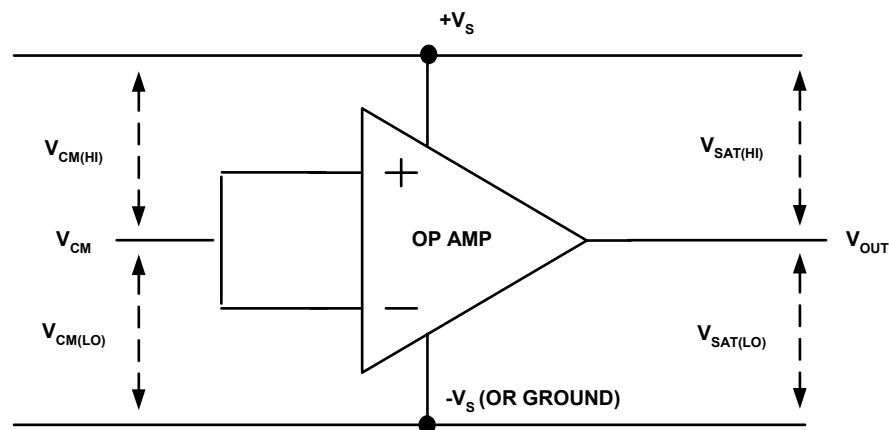 +V_S
V_CM(HI)
V_SAT(HI)
+
V_CM
OP AMP
V_OUT
−
V_CM(LO)
V_SAT(LO)
-V_S (OR GROUND)